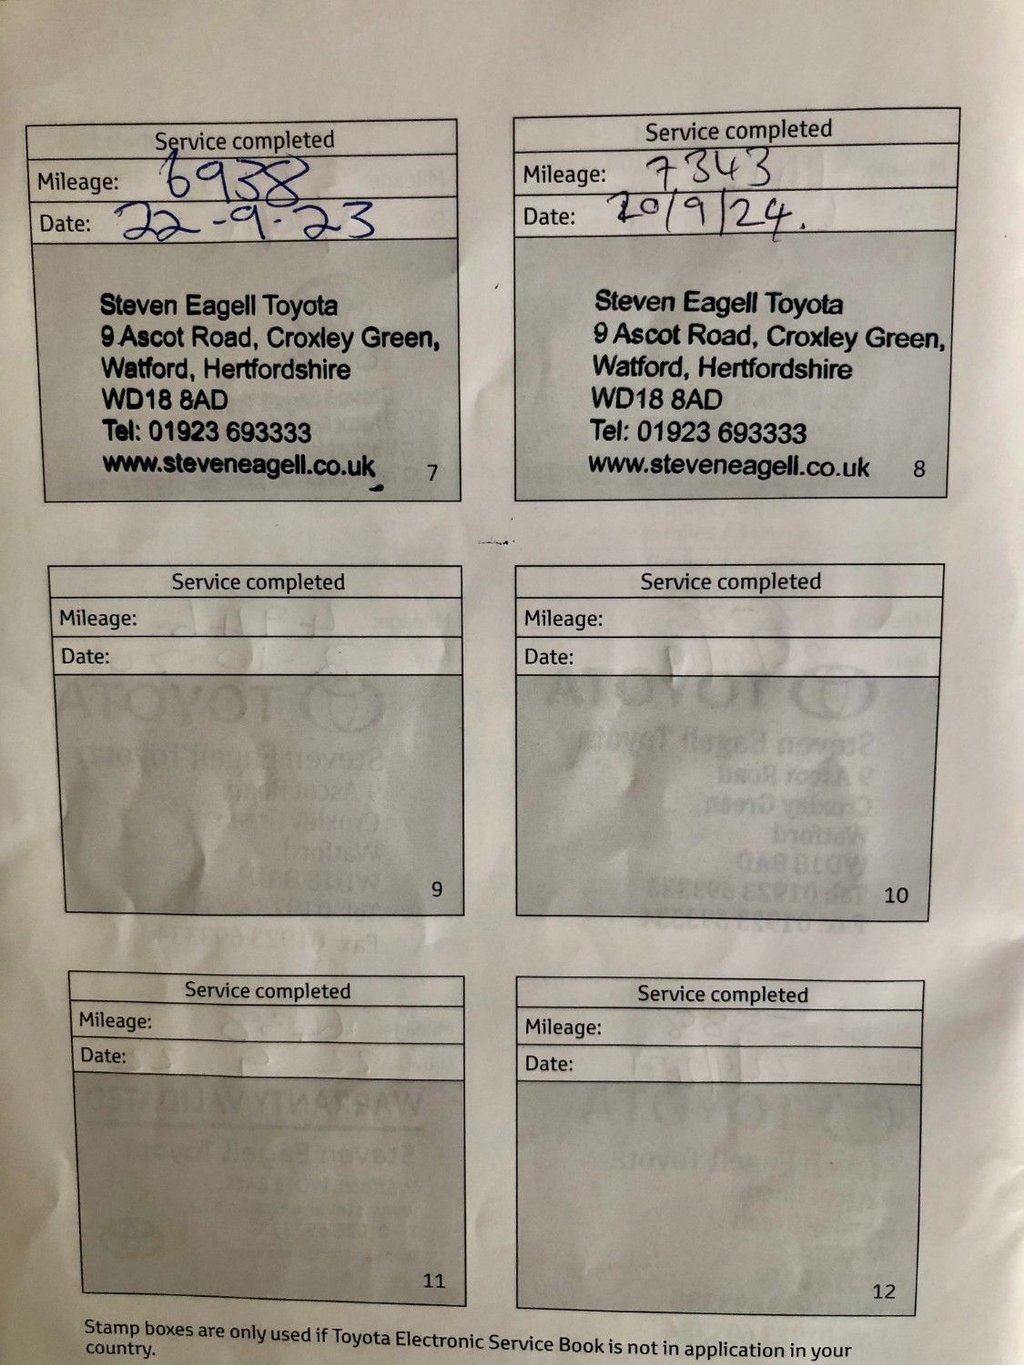 Service completed
Mileage: 6938
Date: 22-9-23
Steven Eagell Toyota
9 Ascot Road, Croxley Green,
Watford, Hertfordshire
WD18 8AD
Tel: 01923 693333
www.steveneagell.co.uk
7
Service completed
Mileage: 7343
Date: 20/9/24.
Steven Eagell Toyota
9 Ascot Road, Croxley Green,
Watford, Hertfordshire
WD18 8AD
Tel: 01923 693333
www.steveneagell.co.uk
8
Service completed
Mileage:
Date:
9
Service completed
Mileage:
Date:
10
Service completed
Mileage:
Date:
11
Service completed
Mileage:
Date:
12
Stamp boxes are only used if Toyota Electronic Service Book is not in application in your
country.